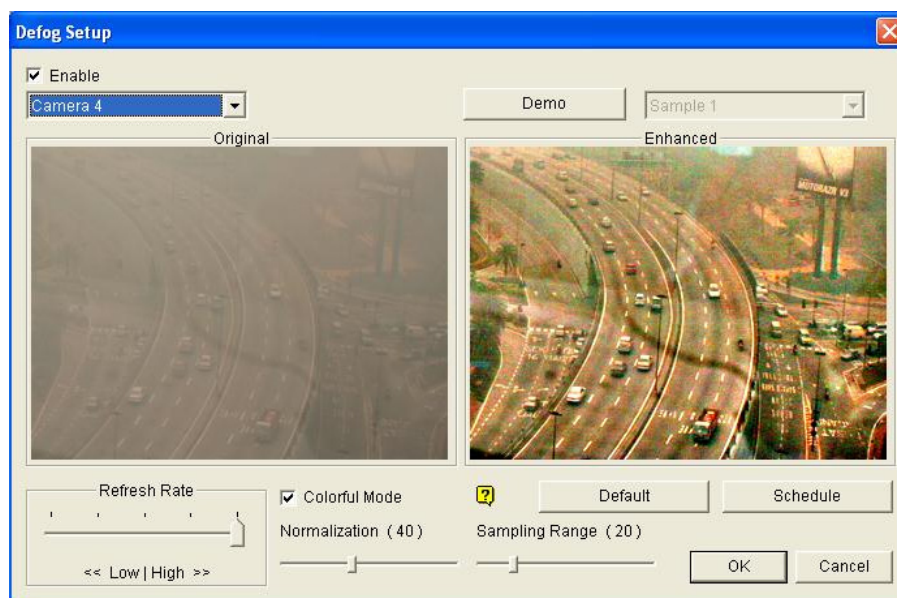 Defog Setup
Enable
Camera 4
Demo
Sample 1
Original
Enhanced
MOTORAZR V3
Refresh Rate
<< Low | High >>
Colorful Mode
?
Default
Schedule
Normalization ( 40 )
Sampling Range ( 20 )
OK
Cancel